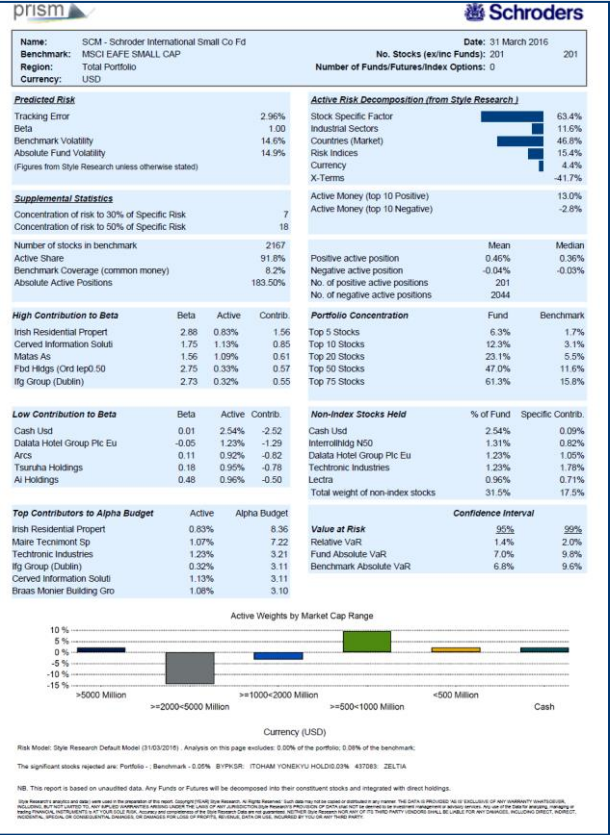 prism
Schroders
Name: SCM - Schroder International Small Co Fd Date: 31 March 2016
Benchmark: MSCI EAFE SMALL CAP No. Stocks (ex/inc Funds): 201 201
Region: Total Portfolio Number of Funds/Futures/Index Options: 0
Currency: USD
Predicted Risk
Tracking Error 2.96%
Beta 1.00
Benchmark Volatility 14.6%
Absolute Fund Volatility 14.9%
(Figures from Style Research unless otherwise stated)
Active Risk Decomposition (from Style Research )
Stock Specific Factor 63.4%
Industrial Sectors 11.6%
Countries (Market) 46.8%
Risk Indices 15.4%
Currency 4.4%
X-Terms -41.7%
Supplemental Statistics
Concentration of risk to 30% of Specific Risk 7
Concentration of risk to 50% of Specific Risk 18
Active Money (top 10 Positive) 13.0%
Active Money (top 10 Negative) -2.8%
Number of stocks in benchmark 2167
Active Share 91.8%
Benchmark Coverage (common money) 8.2%
Absolute Active Positions 183.50%
Mean Median
Positive active position 0.46% 0.36%
Negative active position -0.04% -0.03%
No. of positive active positions 201
No. of negative active positions 2044
High Contribution to Beta Beta Active Contrib.
Irish Residential Propert 2.88 0.83% 1.56
Cerved Information Soluti 1.75 1.13% 0.85
Matas As 1.56 1.09% 0.61
Fbd Hldgs (Ord Iep0.50 2.75 0.33% 0.57
Ifg Group (Dublin) 2.73 0.32% 0.55
Portfolio Concentration Fund Benchmark
Top 5 Stocks 6.3% 1.7%
Top 10 Stocks 12.3% 3.1%
Top 20 Stocks 23.1% 5.5%
Top 50 Stocks 47.0% 11.6%
Top 75 Stocks 61.3% 15.8%
Low Contribution to Beta Beta Active Contrib.
Cash Usd 0.01 2.54% -2.52
Dalata Hotel Group Plc Eu -0.05 1.23% -1.29
Arcs 0.11 0.92% -0.82
Tsuruha Holdings 0.18 0.95% -0.78
Ai Holdings 0.48 0.96% -0.50
Non-Index Stocks Held % of Fund Specific Contrib.
Cash Usd 2.54% 0.09%
Interrollhldg N50 1.31% 0.82%
Dalata Hotel Group Plc Eu 1.23% 1.05%
Techtronic Industries 1.23% 1.78%
Lectra 0.96% 0.71%
Total weight of non-index stocks 31.5% 17.5%
Top Contributors to Alpha Budget Active Alpha Budget
Irish Residential Propert 0.83% 8.36
Maire Tecnimont Sp 1.07% 7.22
Techtronic Industries 1.23% 3.21
Ifg Group (Dublin) 0.32% 3.11
Cerved Information Soluti 1.13% 3.11
Braas Monier Building Gro 1.08% 3.10
Confidence Interval
Value at Risk 95% 99%
Relative VaR 1.4% 2.0%
Fund Absolute VaR 7.0% 9.8%
Benchmark Absolute VaR 6.8% 9.6%
Active Weights by Market Cap Range
10 %
5 %
0 %
-5 %
-10 %
-15 %
>5000 Million
>=2000<5000 Million
>=1000<2000 Million
>=500<1000 Million
<500 Million
Cash
Currency (USD)
Risk Model: Style Research Default Model (31/03/2016) . Analysis on this page excludes: 0.00% of the portfolio; 0.08% of the benchmark;
The significant stocks rejected are: Portfolio - ; Benchmark - 0.05% BYPKSR: ITOHAM YONEKYU HOLD\0.03% 437083: ZELTIA
NB. This report is based on unaudited data. Any Funds or Futures will be decomposed into their constituent stocks and integrated with direct holdings.